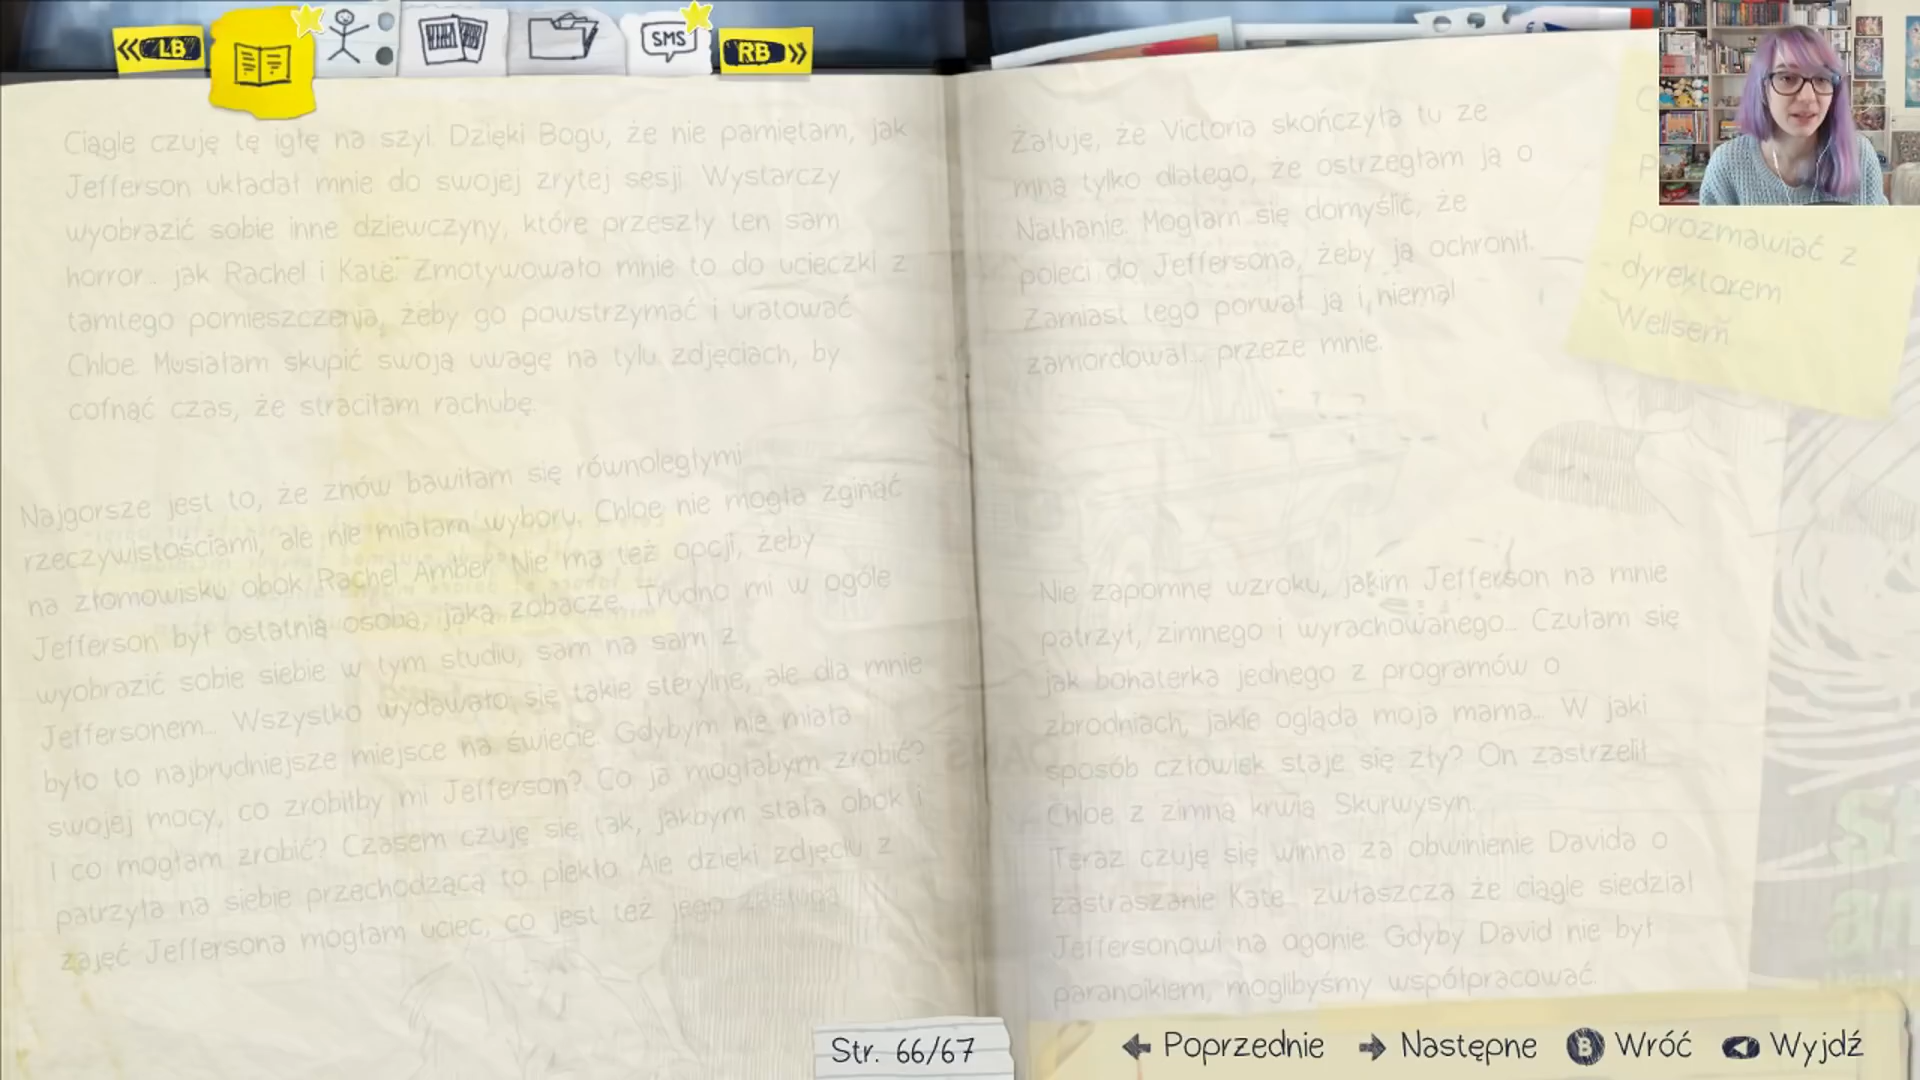 LB
SMS
RB
Ciągle czuję tę igłę na szyi. Dzięki Bogu, że nie pamiętam, jak
Jefferson układał mnie do swojej zrytej sesji. Wystarczy
wyobrazić sobie inne dziewczyny, które przeszły ten sam
horror... jak Rachel i Kate. Zmotywowało mnie to do ucieczki z
tamtego pomieszczenia, żeby go powstrzymać i uratować
Chloe. Musiałam skupić swoją uwagę na tylu zdjęciach, by
cofnąć czas, że straciłam rachubę.
Najgorsze jest to, że znów bawiłam się równoległymi
rzeczywistościami, ale nie miałam wyboru. Chloe nie mogła zginąć
na złomowisku obok Rachel Amber. Nie ma też opcji, żeby
Jefferson był ostatnią osobą, jaką zobaczę. Trudno mi w ogóle
wyobrazić sobie siebie w tym studiu, sam na sam z
Jeffersonem... Wszystko wydawało się takie sterylne, ale dla mnie
było to najbrudniejsze miejsce na świecie. Gdybym nie miała
swojej mocy, co zrobiłby mi Jefferson? Co ja mogłabym zrobić?
I co mogłam zrobić? Czasem czuję się tak, jakbym stała obok i
patrzyła na siebie przechodzącą to piekło. Ale dzięki zdjęciu z
zajęć Jeffersona mogłam uciec, co jest też jego zasługą
Żałuję, że Victoria skończyła tu ze
mną tylko dlatego, że ostrzegłam ją o
Nathanie. Mogłam się domyślić, że
poleci do Jeffersona, żeby ją ochronił.
Zamiast tego porwał ją i niemal
zamordował... przeze mnie.
Nie zapomnę wzroku, jakim Jefferson na mnie
patrzył, zimnego i wyrachowanego... Czułam się
jak bohaterka jednego z programów o
zbrodniach, jakie ogląda moja mama... W jaki
sposób człowiek staje się zły? On zastrzelił
Chloe z zimną krwią. Skurwysyn.
Teraz czuję się winna za obwinienie Davida o
zastraszanie Kate... zwłaszcza że ciągle siedział
Jeffersonowi na ogonie. Gdyby David nie był
paranoikiem, moglibyśmy współpracować.
porozmawiać z
dyrektorem
Wellsem
Str. 66/67
Poprzednie
Następne
B Wróć
Wyjdź